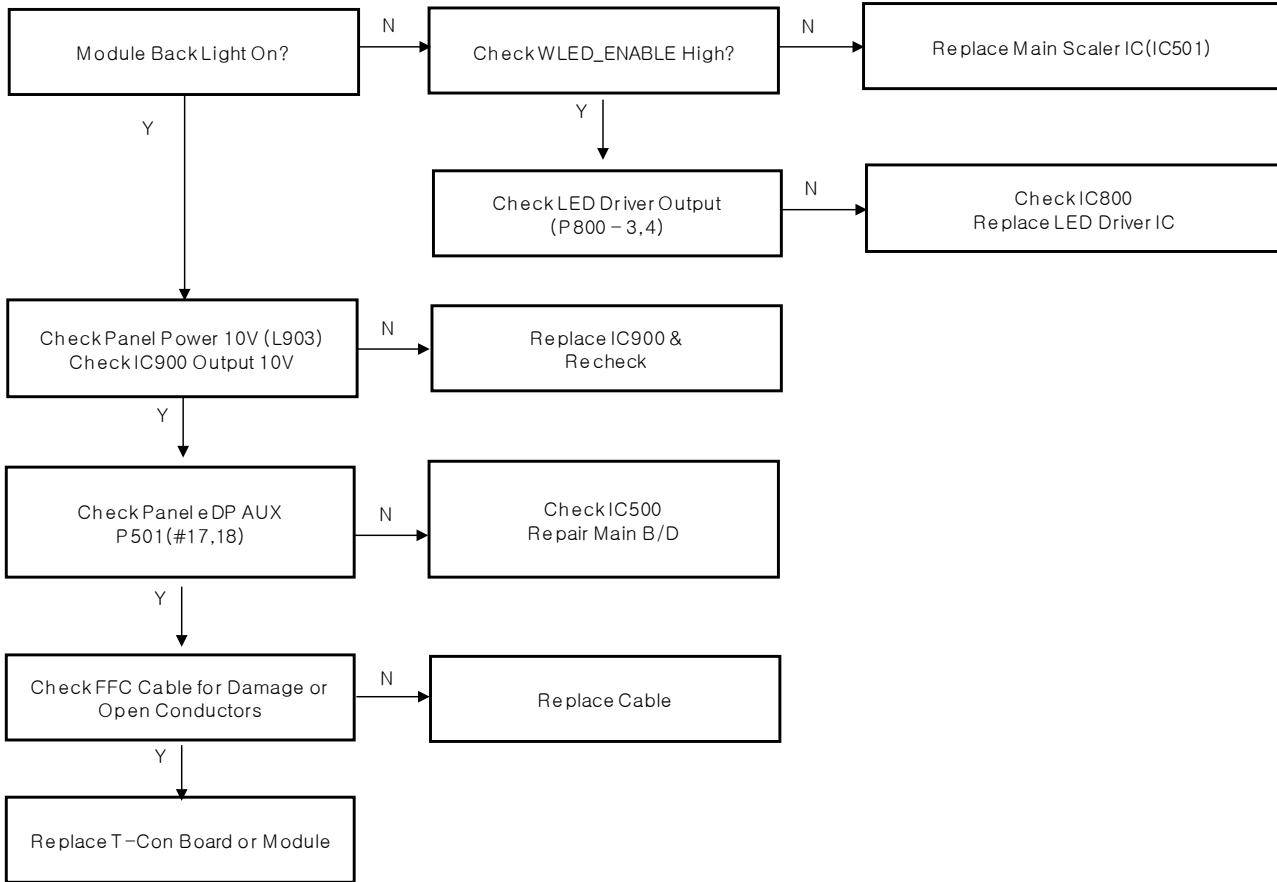 Module Back Light On?
N
Check WLED_ENABLE High?
N
Replace Main Scaler IC(IC501)
Y
Y
Check LED Driver Output
(P800 – 3,4)
N
Check IC800
Replace LED Driver IC
Check Panel Power 10V (L903)
Check IC900 Output 10V
N
Replace IC900 &
Recheck
Y
Check Panel eDP AUX
P501(#17,18)
N
Check IC500
Repair Main B/D
Y
Check FFC Cable for Damage or
Open Conductors
N
Replace Cable
Y
Replace T-Con Board or Module